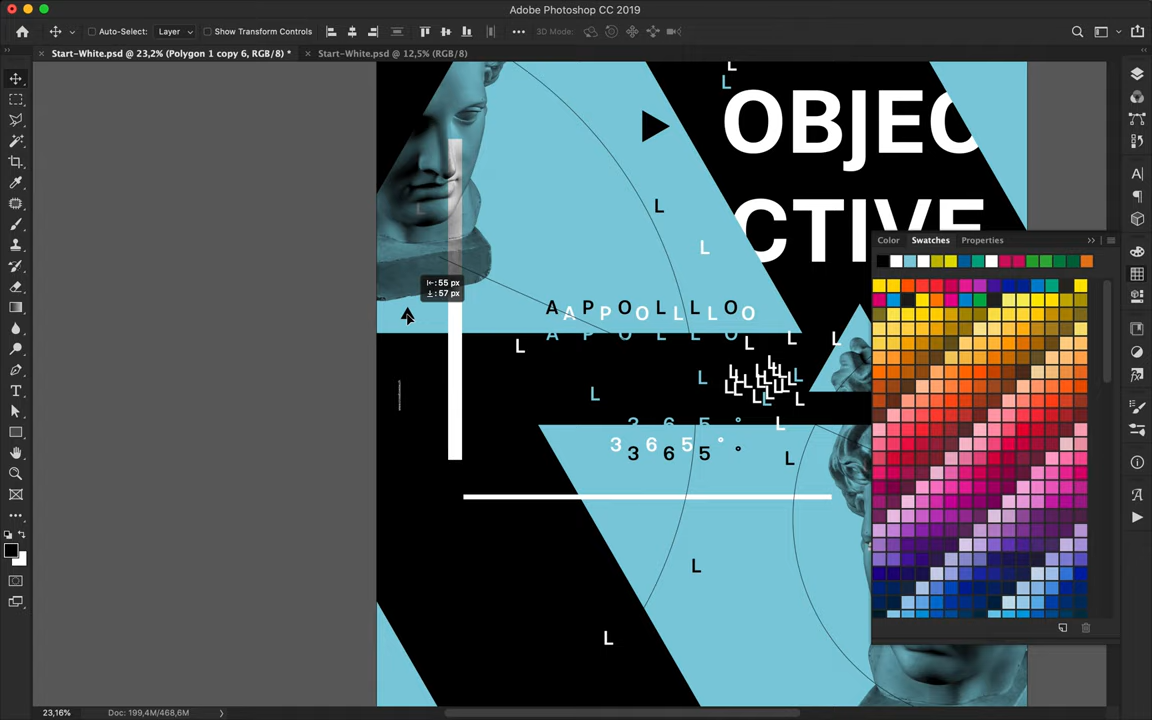 Adobe Photoshop CC 2019
Auto-Select: Layer Show Transform Controls 3D Mode:
Start-White.psd @ 23,2% (Polygon 1 copy 6, RGB/8) * Start-White.psd @ 12,5% (RGB/8)
L
L
OBJEC
CTIVE
L
L
55 px
57 px
A P O L L O
A P O L L O
A P O L L O
L
L
L
L
L
L
L
L
3 6 5 °
3 6 5 °
3 6 5 °
L
L
L
L
Color Swatches Properties
23,16% Doc: 199,4M/468,6M